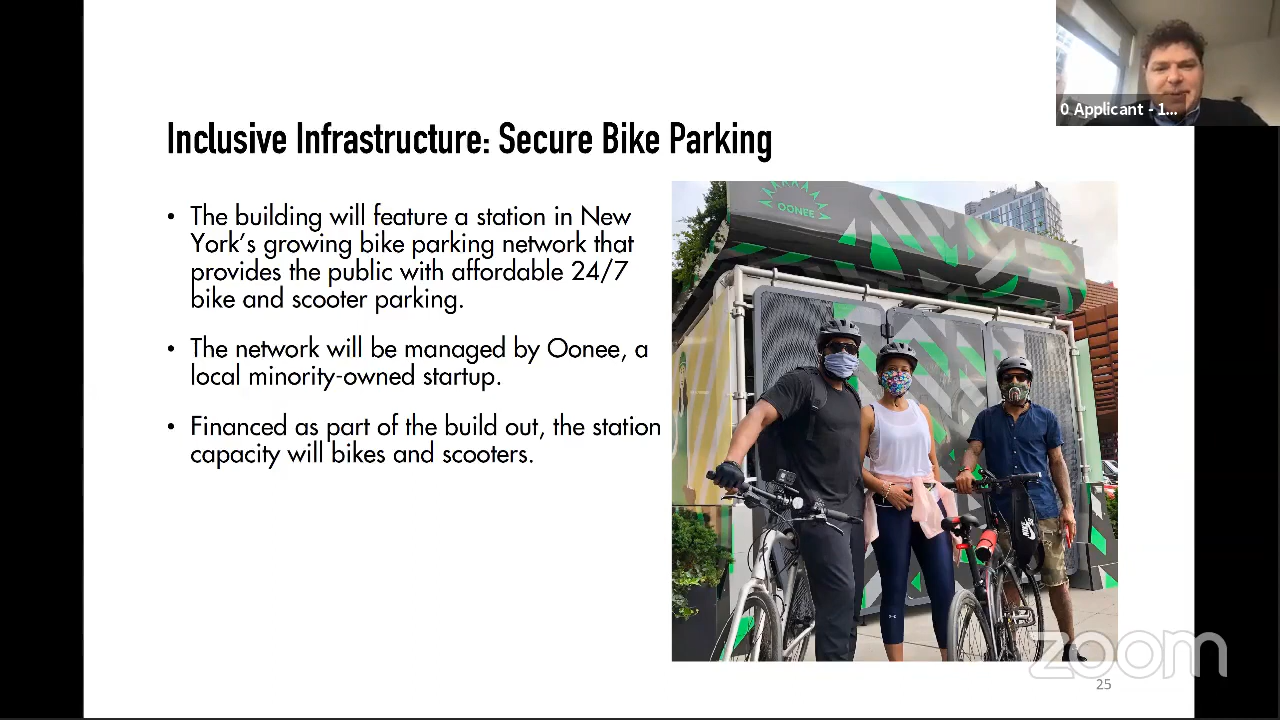 0 Applicant - 1...
Inclusive Infrastructure: Secure Bike Parking
• The building will feature a station in New
York's growing bike parking network that
provides the public with affordable 24/7
bike and scooter parking.
• The network will be managed by Oonee, a
local minority-owned startup.
• Financed as part of the build out, the station
capacity will bikes and scooters.
OONEE
zoom
25